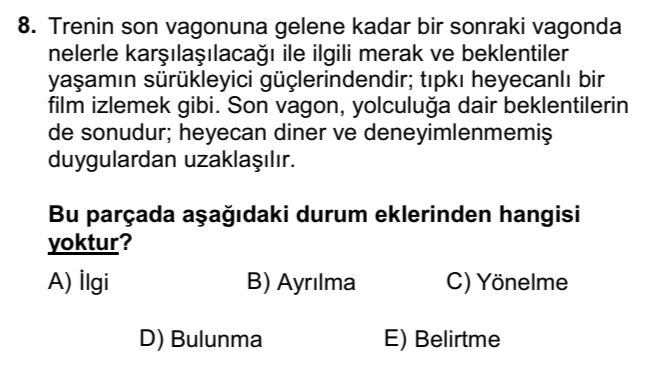 8. Trenin son vagonuna gelene kadar bir sonraki vagonda
nelerle karşılaşılacağı ile ilgili merak ve beklentiler
yaşamın sürükleyici güçlerindendir; tıpkı heyecanlı bir
film izlemek gibi. Son vagon, yolculuğa dair beklentilerin
de sonudur; heyecan diner ve deneyimlenmemiş
duygulardan uzaklaşılır.
Bu parçada aşağıdaki durum eklerinden hangisi
yoktur?
A) İlgi B) Ayrılma C) Yönelme
D) Bulunma E) Belirtme